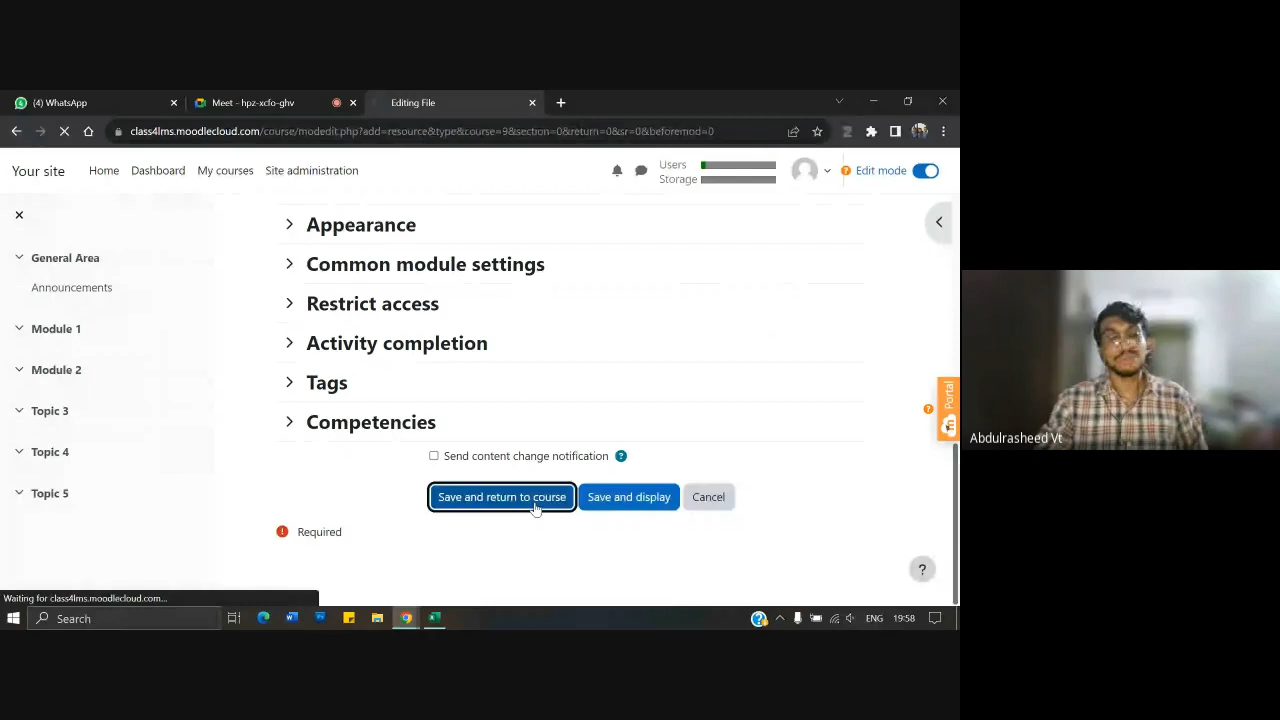 (4) WhatsApp
Meet - hpz-xcfo-ghv
Editing File
class4lms.moodlecloud.com/course/modedit.php?add=resource&type&course=9&section=0&return=0&sr=0&beforemod=0
Your site
Home
Dashboard
My courses
Site administration
Users
Storage
Edit mode
General Area
Announcements
Module 1
Module 2
Topic 3
Topic 4
Topic 5
Appearance
Common module settings
Restrict access
Activity completion
Tags
Competencies
Send content change notification
Save and return to course
Save and display
Cancel
Required
Portal
Abdulrasheed Vt
Waiting for class4lms.moodlecloud.com...
Search
ENG
19:58